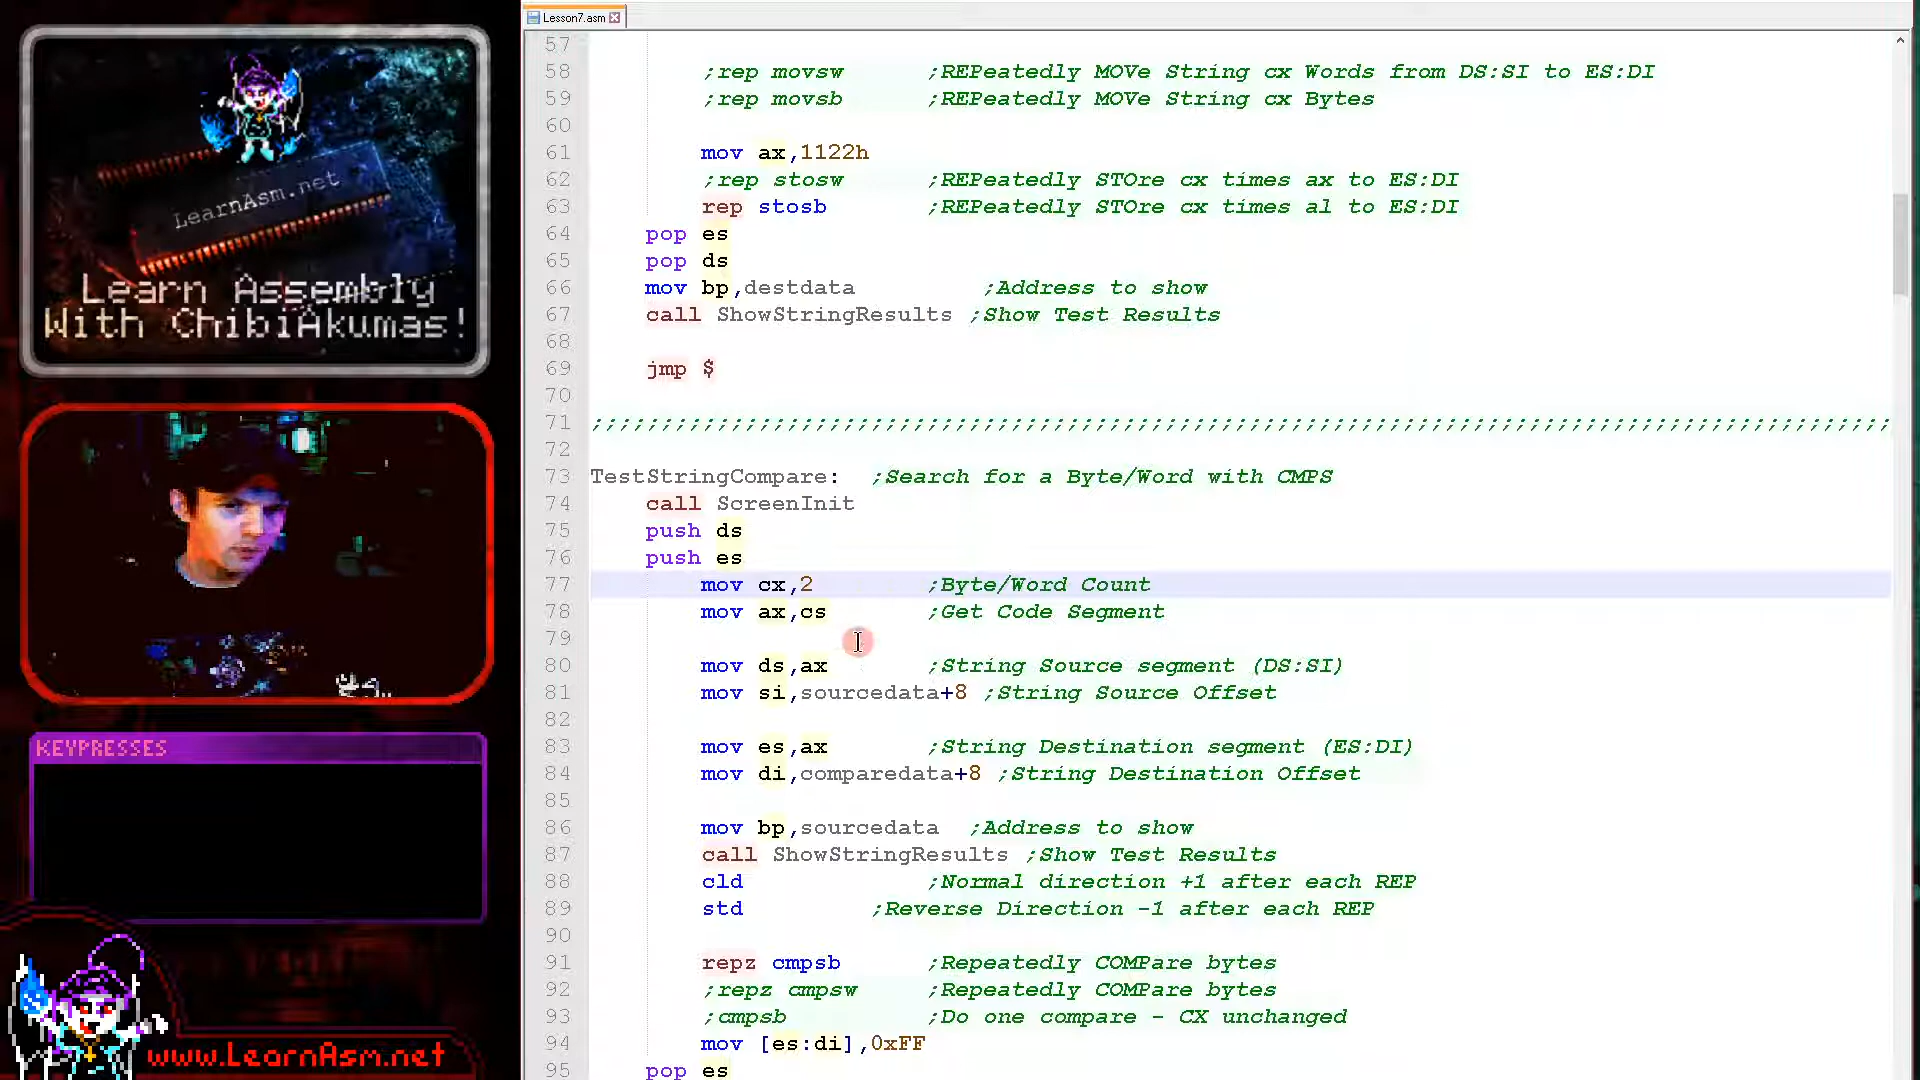 LearnAsm.net
Learn Assembly
With ChibiAkumas!
KEYPRESSES
www.LearnAsm.net
Lesson7.asm
57
58 ;rep movsw ;REPeatedly MOVe String cx Words from DS:SI to ES:DI
59 ;rep movsb ;REPeatedly MOVe String cx Bytes
60
61 mov ax,1122h
62 ;rep stosw ;REPeatedly STOre cx times ax to ES:DI
63 rep stosb ;REPeatedly STOre cx times al to ES:DI
64 pop es
65 pop ds
66 mov bp,destdata ;Address to show
67 call ShowStringResults ;Show Test Results
68
69 jmp $
70
71 ;;;;;;;;;;;;;;;;;;;;;;;;;;;;;;;;;;;;;;;;;;;;;;;;;;;;;;;;;;;;;;;;;;;;;;;;;;;;;;;;;;;;;;;;;;;;;
72
73 TestStringCompare: ;Search for a Byte/Word with CMPS
74 call ScreenInit
75 push ds
76 push es
77 mov cx,2 ;Byte/Word Count
78 mov ax,cs ;Get Code Segment
79
80 mov ds,ax ;String Source segment (DS:SI)
81 mov si,sourcedata+8 ;String Source Offset
82
83 mov es,ax ;String Destination segment (ES:DI)
84 mov di,comparedata+8 ;String Destination Offset
85
86 mov bp,sourcedata ;Address to show
87 call ShowStringResults ;Show Test Results
88 cld ;Normal direction +1 after each REP
89 std ;Reverse Direction -1 after each REP
90
91 repz cmpsb ;Repeatedly COMPare bytes
92 ;repz cmpsw ;Repeatedly COMPare bytes
93 ;cmpsb ;Do one compare - CX unchanged
94 mov [es:di],0xFF
95 pop es